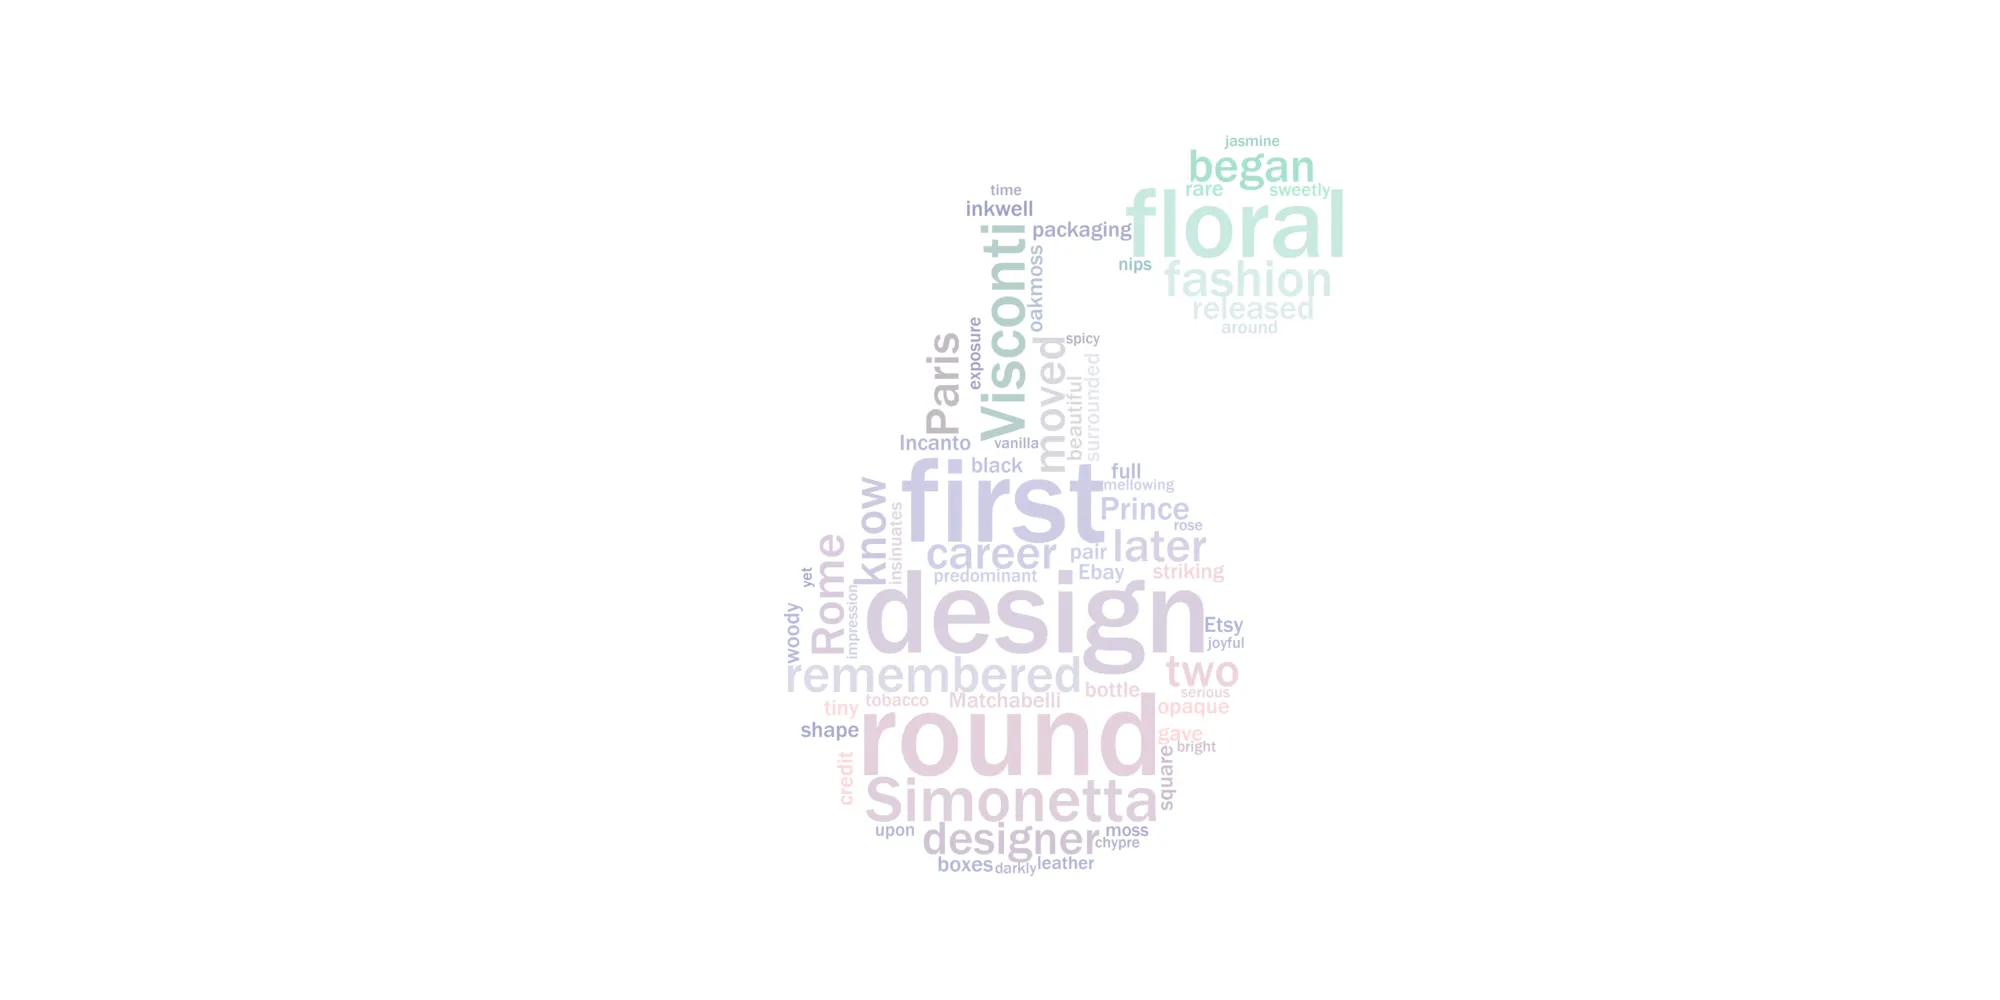 jasmine
began
rare
sweetly
floral
fashion
released
around
time
inkwell
packaging
nips
Visconti
oakmoss
exposure
Paris
moved
spicy
beautiful
surrounded
Incanto
vanilla
black
full
first
mellowing
know
insinuates
Prince
rose
career
pair
later
predominant
Ebay
striking
yet
Rome
design
woody
impression
Etsy
joyful
remembered
two
serious
tobacco
Matchabelli
bottle
opaque
tiny
round
shape
gave
bright
credit
square
Simonetta
upon
designer
moss
chypre
boxes
darkly
leather